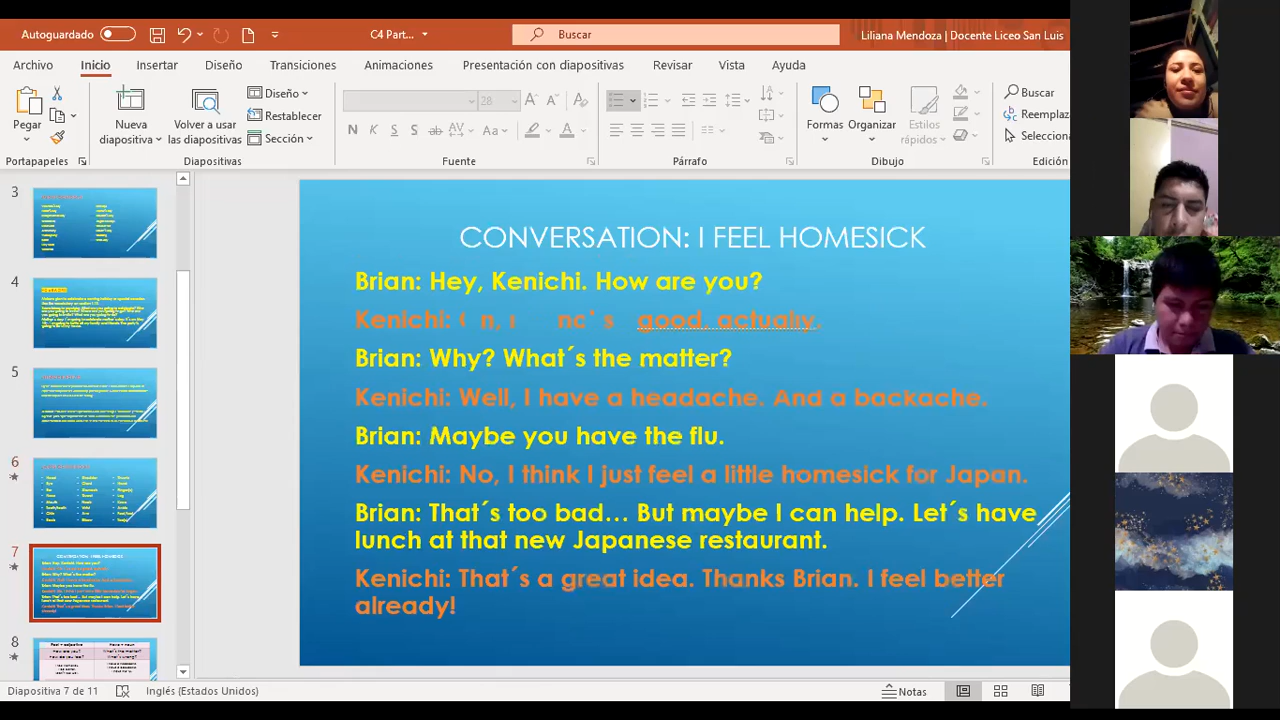 Autoguardado
C4 Part...
Buscar
Liliana Mendoza | Docente Liceo San Luis
Archivo Inicio Insertar Diseño Transiciones Animaciones Presentación con diapositivas Revisar Vista Ayuda
Pegar
Nueva diapositiva
Volver a usar las diapositivas
Diseño
Restablecer
Sección
28
N K S S ab AV Aa A
Formas
Organizar
Estilos rápidos
Buscar
Reemplaz
Selecciona
Portapapeles
Diapositivas
Fuente
Párrafo
Dibujo
Edición
3
4
5
6
7
8
CONVERSATION: I FEEL HOMESICK
Brian: Hey, Kenichi. How are you?
Kenichi: good, actually.
Brian: Why? What´s the matter?
Kenichi: Well, I have a headache. And a backache.
Brian: Maybe you have the flu.
Kenichi: No, I think I just feel a little homesick for Japan.
Brian: That´s too bad... But maybe I can help. Let´s have
lunch at that new Japanese restaurant.
Kenichi: That´s a great idea. Thanks Brian. I feel better
already!
Diapositiva 7 de 11
Inglés (Estados Unidos)
Notas